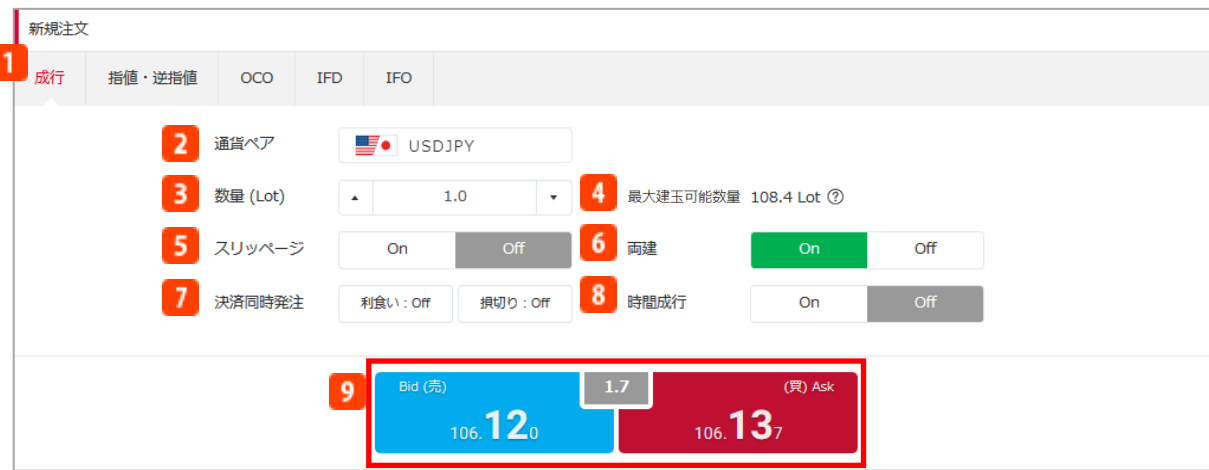 新規注文
1
成行 指値・逆指値 OCO IFD IFO
2 通貨ペア USDJPY
3 数量 (Lot) ▲ 1.0 ▼ 4 最大建玉可能数量 108.4 Lot ?
5 スリッページ On Off 6 両建 On Off
7 決済同時発注 利食い : Off 損切り : Off 8 時間成行 On Off
9 Bid (売) 1.7 (買) Ask
106.120 106.137